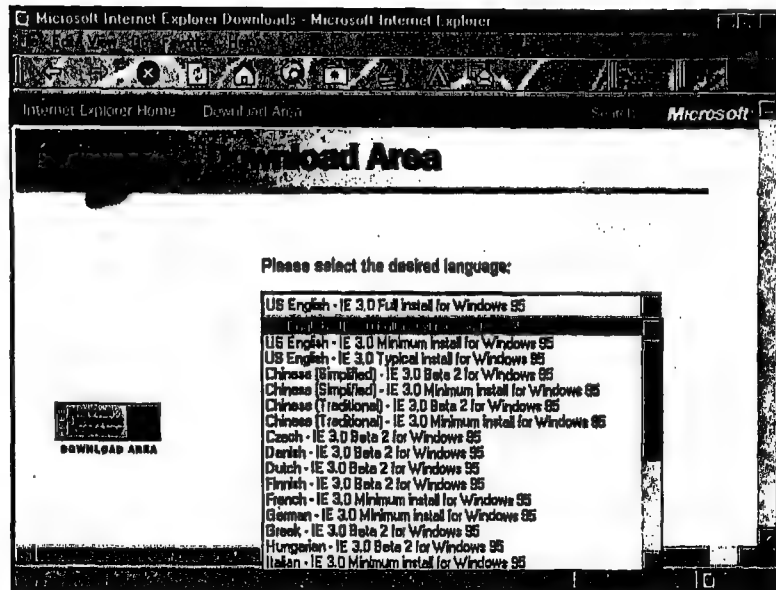 Microsoft Internet Explorer Downloads - Microsoft Internet Explorer
Internet Explorer Home Download Area Search Microsoft
Download Area
Please select the desired language:
US English - IE 3.0 Full Install for Windows 95
US English - IE 3.0 Minimum Install for Windows 95
US English - IE 3.0 Typical Install for Windows 95
Chinese (Simplified) - IE 3.0 Beta 2 for Windows 95
Chinese (Simplified) - IE 3.0 Minimum Install for Windows 95
Chinese (Traditional) - IE 3.0 Beta 2 for Windows 95
Chinese (Traditional) - IE 3.0 Minimum Install for Windows 95
Czech - IE 3.0 Beta 2 for Windows 95
Danish - IE 3.0 Beta 2 for Windows 95
Dutch - IE 3.0 Beta 2 for Windows 95
Finnish - IE 3.0 Beta 2 for Windows 95
French - IE 3.0 Minimum Install for Windows 95
German - IE 3.0 Minimum Install for Windows 95
Greek - IE 3.0 Beta 2 for Windows 95
Hungarian - IE 3.0 Beta 2 for Windows 95
Italian - IE 3.0 Minimum Install for Windows 95
DOWNLOAD AREA